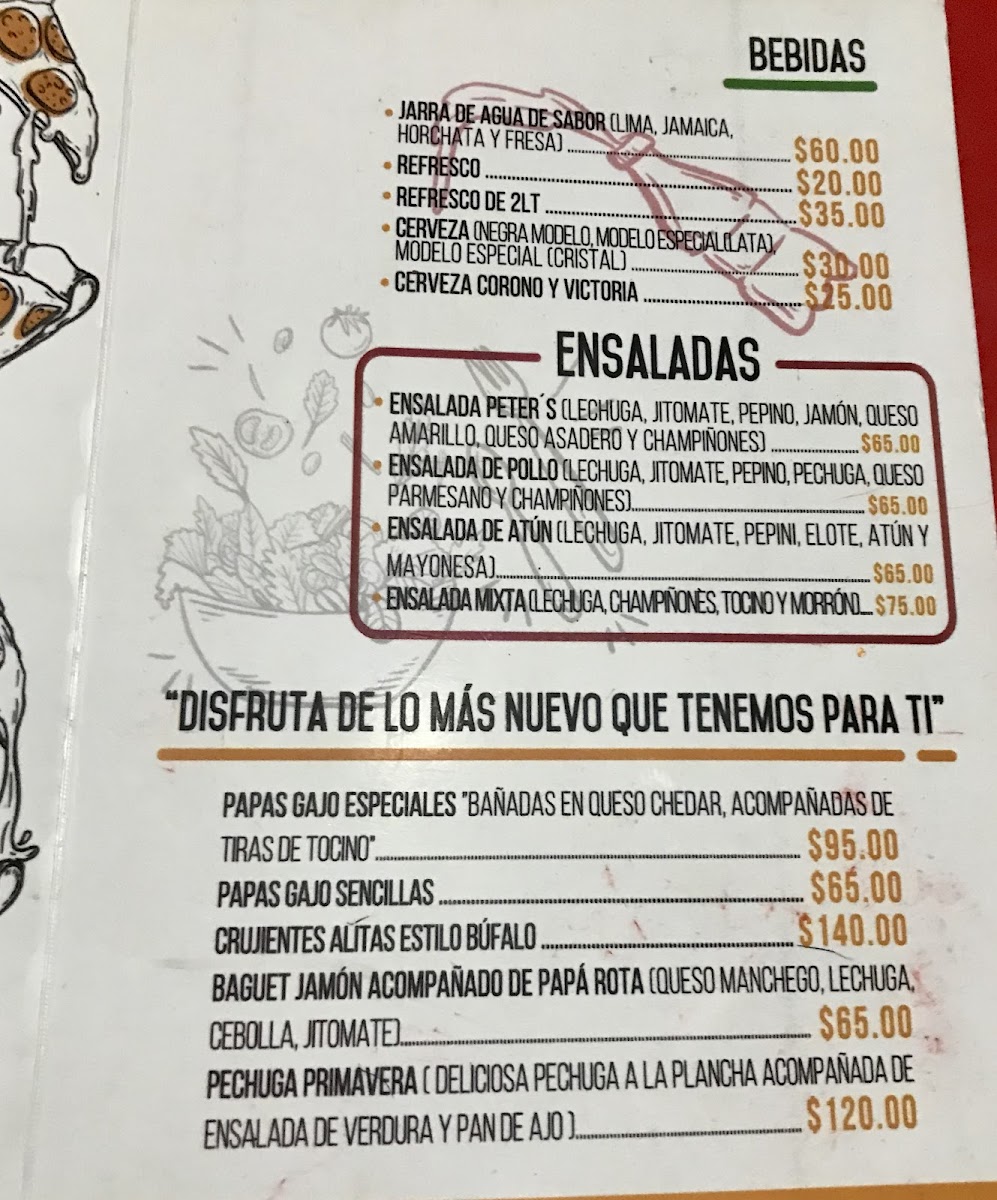 BEBIDAS
• JARRA DE AGUA DE SABOR (LIMA, JAMAICA,
HORCHATA Y FRESA) ........ $60.00
• REFRESCO ........ $20.00
• REFRESCO DE 2LT ........ $35.00
• CERVEZA (NEGRA MODELO, MODELO ESPECIAL(LATA),
MODELO ESPECIAL (CRISTAL) ........ $30.00
• CERVEZA CORONO Y VICTORIA ........ $25.00
ENSALADAS
• ENSALADA PETER´S (LECHUGA, JITOMATE, PEPINO, JAMÓN, QUESO
AMARILLO, QUESO ASADERO Y CHAMPIÑONES) ........ $65.00
• ENSALADA DE POLLO (LECHUGA, JITOMATE, PEPINO, PECHUGA, QUESO
PARMESANO Y CHAMPIÑONES)........ $65.00
• ENSALADA DE ATÚN (LECHUGA, JITOMATE, PEPINI, ELOTE, ATÚN Y
MAYONESA)........ $65.00
• ENSALADA MIXTA (LECHUGA, CHAMPIÑONES, TOCINO Y MORRÓN).... $75.00
“DISFRUTA DE LO MÁS NUEVO QUE TENEMOS PARA TI”
PAPAS GAJO ESPECIALES "BAÑADAS EN QUESO CHEDAR, ACOMPAÑADAS DE
TIRAS DE TOCINO"........ $95.00
PAPAS GAJO SENCILLAS ........ $65.00
CRUJIENTES ALÍTAS ESTILO BÚFALO ........ $140.00
BAGUET JAMÓN ACOMPAÑADO DE PAPÁ ROTA (QUESO MANCHEGO, LECHUGA,
CEBOLLA, JITOMATE)........ $65.00
PECHUGA PRIMAVERA ( DELICIOSA PECHUGA A LA PLANCHA ACOMPAÑADA DE
ENSALADA DE VERDURA Y PAN DE AJO )........ $120.00